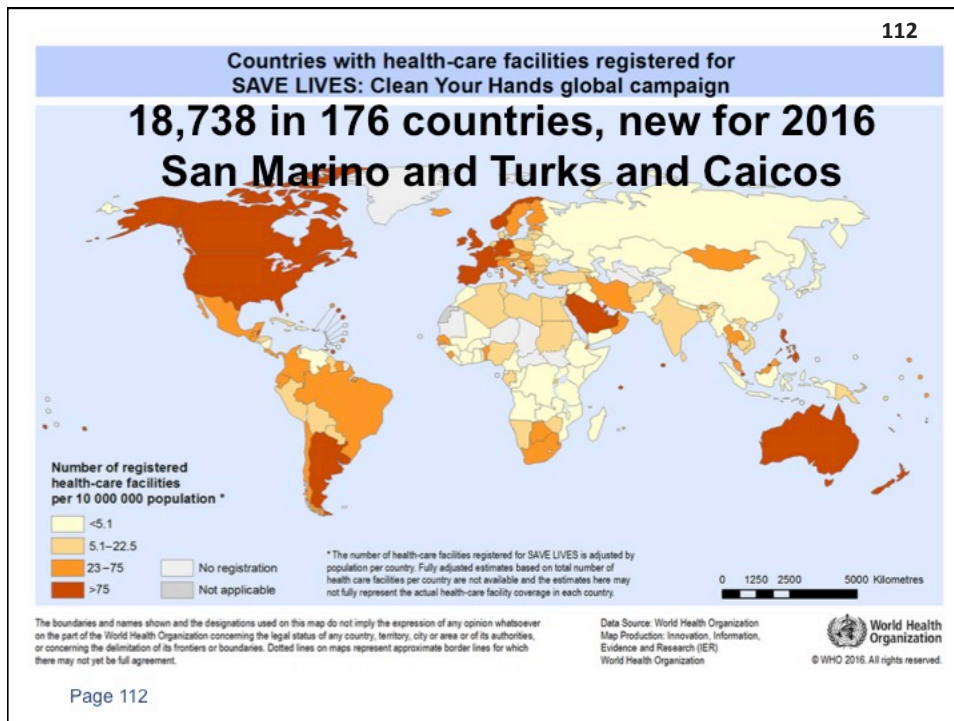 112
Countries with health-care facilities registered for
SAVE LIVES: Clean Your Hands global campaign
18,738 in 176 countries, new for 2016
San Marino and Turks and Caicos
Number of registered
health-care facilities
per 10 000 000 population *
<5.1
5.1–22.5
23–75
>75
No registration
Not applicable
* The number of health-care facilities registered for SAVE LIVES is adjusted by
population per country. Fully adjusted estimates based on total number of
health care facilities per country are not available and the estimates here may
not fully represent the actual health-care facility coverage in each country.
0 1250 2500 5000 Kilometres
The boundaries and names shown and the designations used on this map do not imply the expression of any opinion whatsoever
on the part of the World Health Organization concerning the legal status of any country, territory, city or area or of its authorities,
or concerning the delimitation of its frontiers or boundaries. Dotted lines on maps represent approximate border lines for which
there may not yet be full agreement.
Data Source: World Health Organization
Map Production: Innovation, Information,
Evidence and Research (IER)
World Health Organization
World Health
Organization
© WHO 2016. All rights reserved.
Page 112